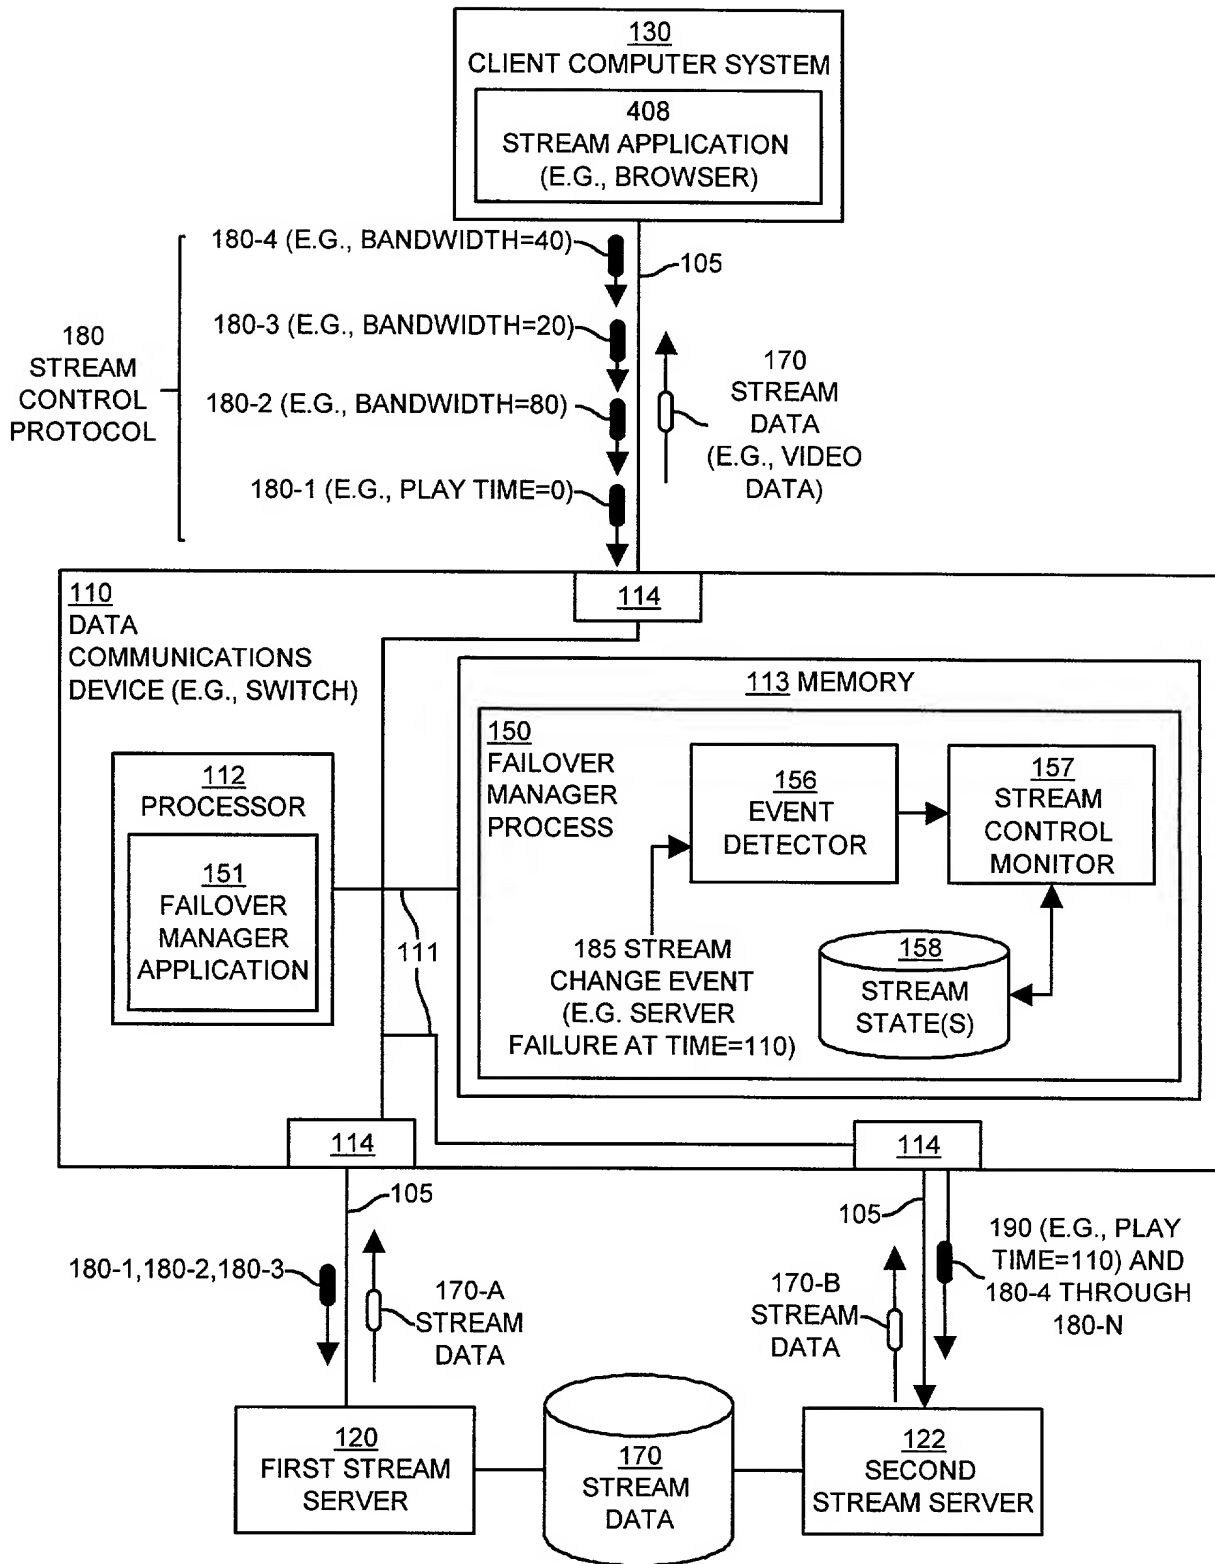 130
CLIENT COMPUTER SYSTEM
408
STREAM APPLICATION
(E.G., BROWSER)
180-4 (E.G., BANDWIDTH=40)
105
180-3 (E.G., BANDWIDTH=20)
180
STREAM
CONTROL
PROTOCOL
180-2 (E.G., BANDWIDTH=80)
170
STREAM
DATA
(E.G., VIDEO
DATA)
180-1 (E.G., PLAY TIME=0)
110
DATA
COMMUNICATIONS
DEVICE (E.G., SWITCH)
114
113 MEMORY
150
FAILOVER
MANAGER
PROCESS
156
EVENT
DETECTOR
157
STREAM
CONTROL
MONITOR
112
PROCESSOR
151
FAILOVER
MANAGER
APPLICATION
111
185 STREAM
CHANGE EVENT
(E.G. SERVER
FAILURE AT TIME=110)
158
STREAM
STATE(S)
114
114
105
105
180-1,180-2,180-3
170-A
STREAM
DATA
170-B
STREAM
DATA
190 (E.G., PLAY
TIME=110) AND
180-4 THROUGH
180-N
120
FIRST STREAM
SERVER
170
STREAM
DATA
122
SECOND
STREAM SERVER